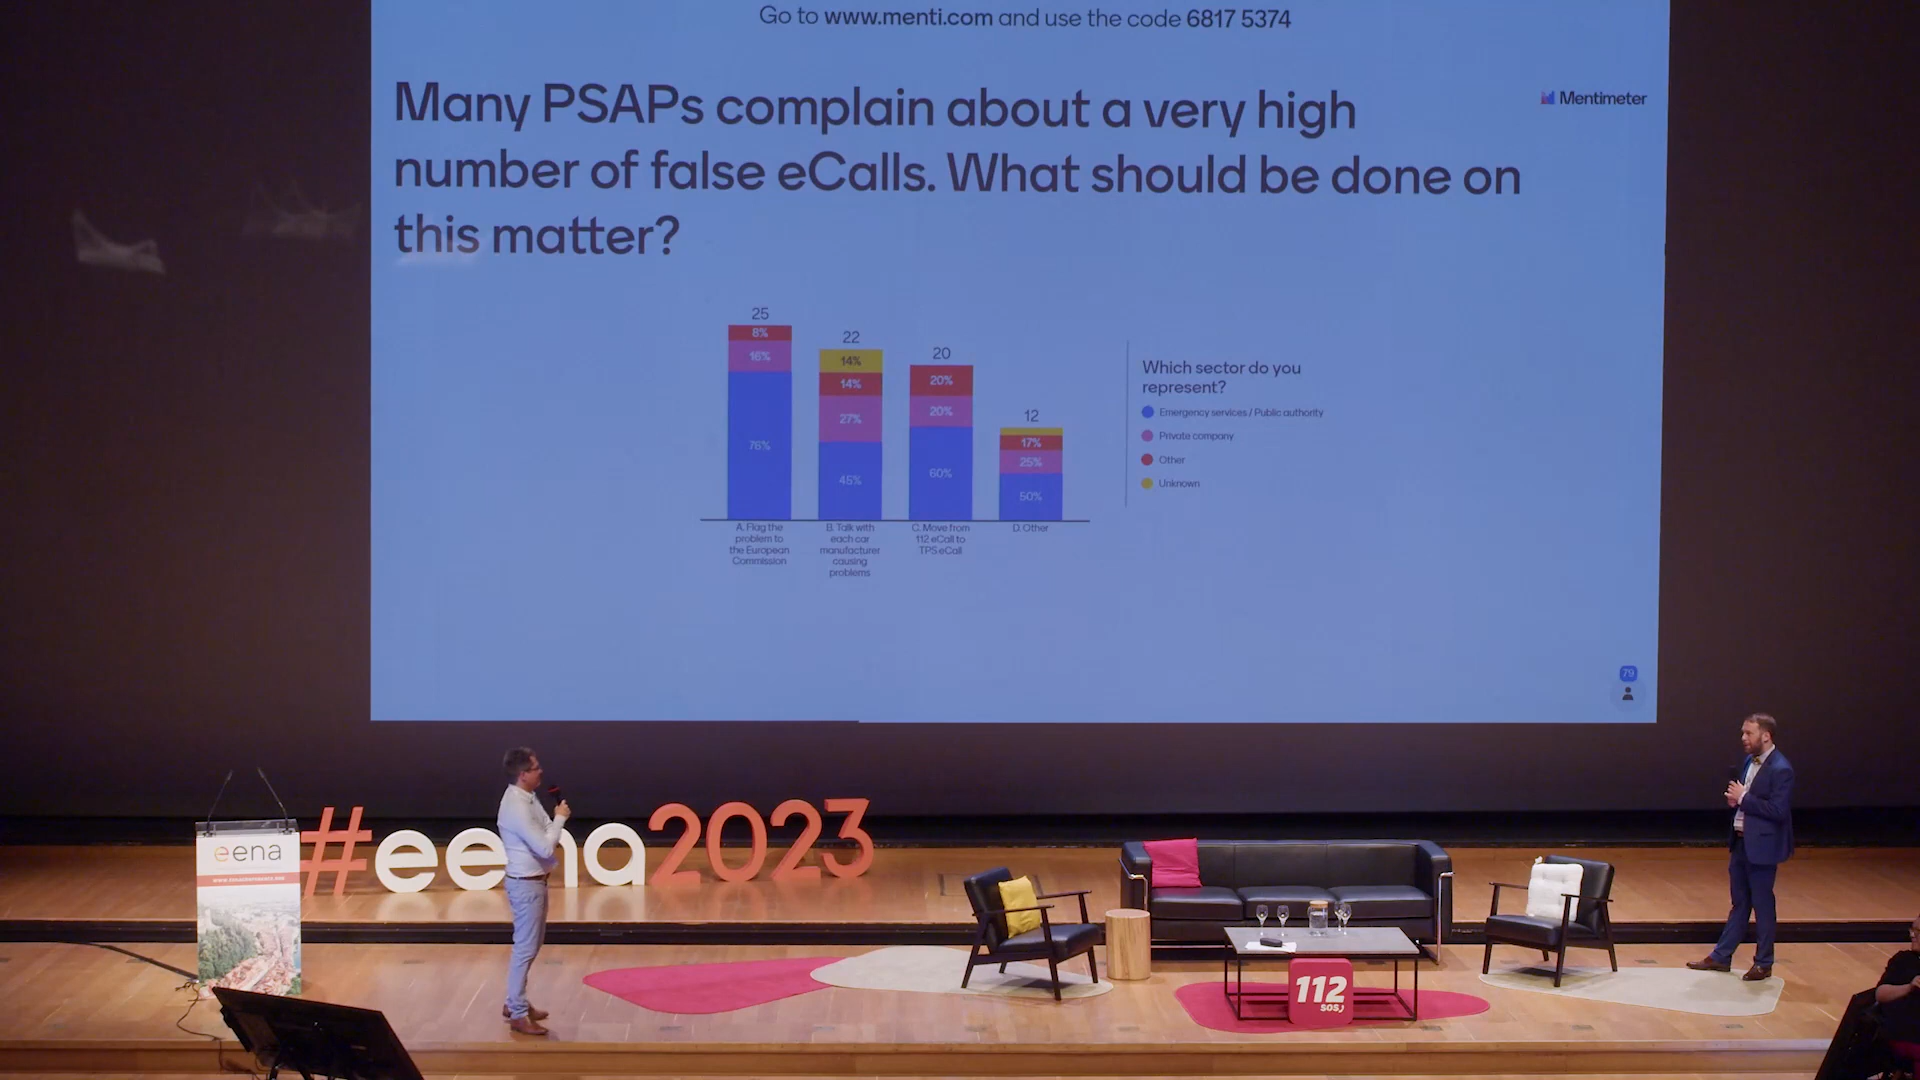 Go to www.menti.com and use the code 6817 5374
Many PSAPs complain about a very high
number of false eCalls. What should be done on
this matter?
Mentimeter
25
8%
16%
76%
22
14%
14%
27%
45%
20
20%
20%
60%
12
17%
25%
50%
A. Flag the
problem to
the European
Commission
B. Talk with
each car
manufacturer
causing
problems
C. Move from
112 eCall to
TPS eCall
D. Other
Which sector do you
represent?
Emergency services / Public authority
Private company
Other
Unknown
79
eena
#eena2023
112
SOS